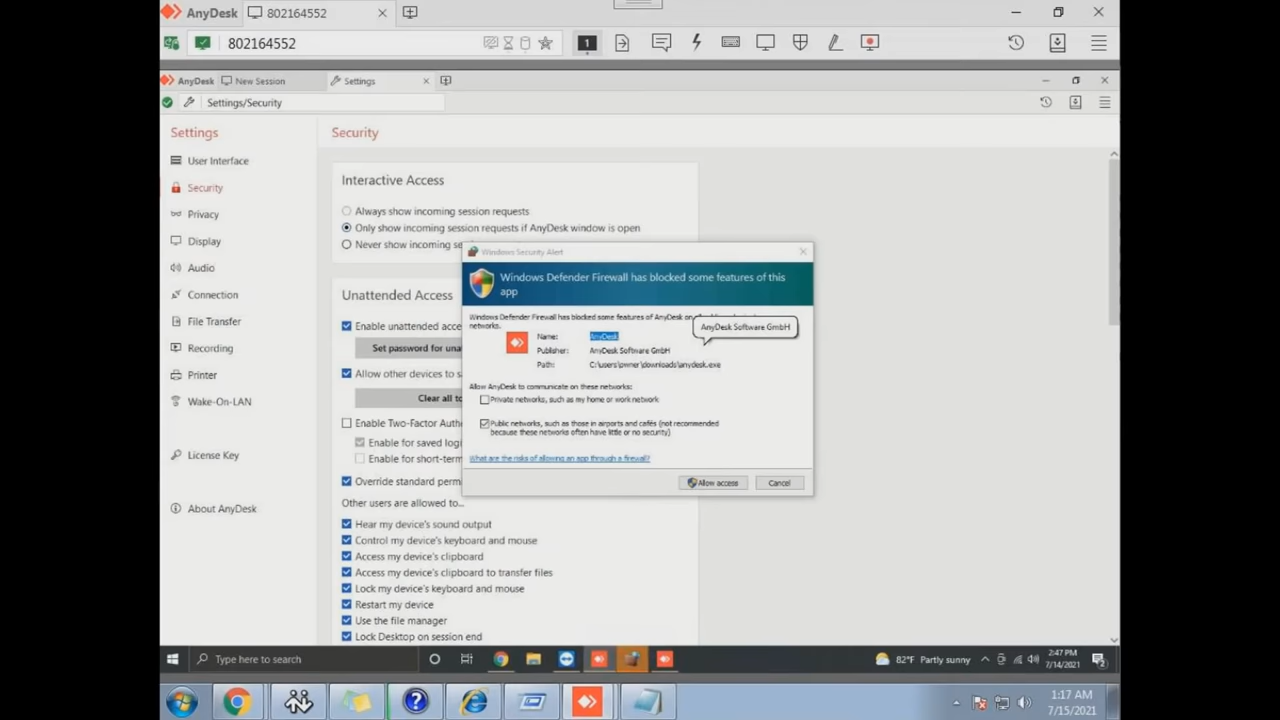 AnyDesk
802164552
802164552
1
AnyDesk
New Session
Settings
Settings/Security
Settings
User Interface
Security
Privacy
Display
Audio
Connection
File Transfer
Recording
Printer
Wake-On-LAN
License Key
About AnyDesk
Security
Interactive Access
Always show incoming session requests
Only show incoming session requests if AnyDesk window is open
Never show incoming
Unattended Access
Enable unattended
Set password for
Allow other devices to
Clear all
Enable Two-Factor
Enable for saved
Enable for short-term
Override standard
Other users are allowed to...
Hear my device's sound output
Control my device's keyboard and mouse
Access my device's clipboard
Access my device's clipboard to transfer files
Lock my device's keyboard and mouse
Restart my device
Use the file manager
Lock Desktop on session end
Windows Security Alert
Windows Defender Firewall has blocked some features of this
app
Windows Defender Firewall has blocked some features of AnyDesk on
networks.
AnyDesk Software GmbH
Name: AnyDesk
Publisher: AnyDesk Software GmbH
Path: C:\users\owner\downloads\anydesk.exe
Allow AnyDesk to communicate on these networks:
Private networks, such as my home or work network
Public networks, such as those in airports and cafés (not recommended
because these networks often have little or no security)
What are the risks of allowing an app through a firewall?
Allow access
Cancel
Type here to search
82°F Partly sunny
2:47 PM
7/14/2021
1:17 AM
7/15/2021